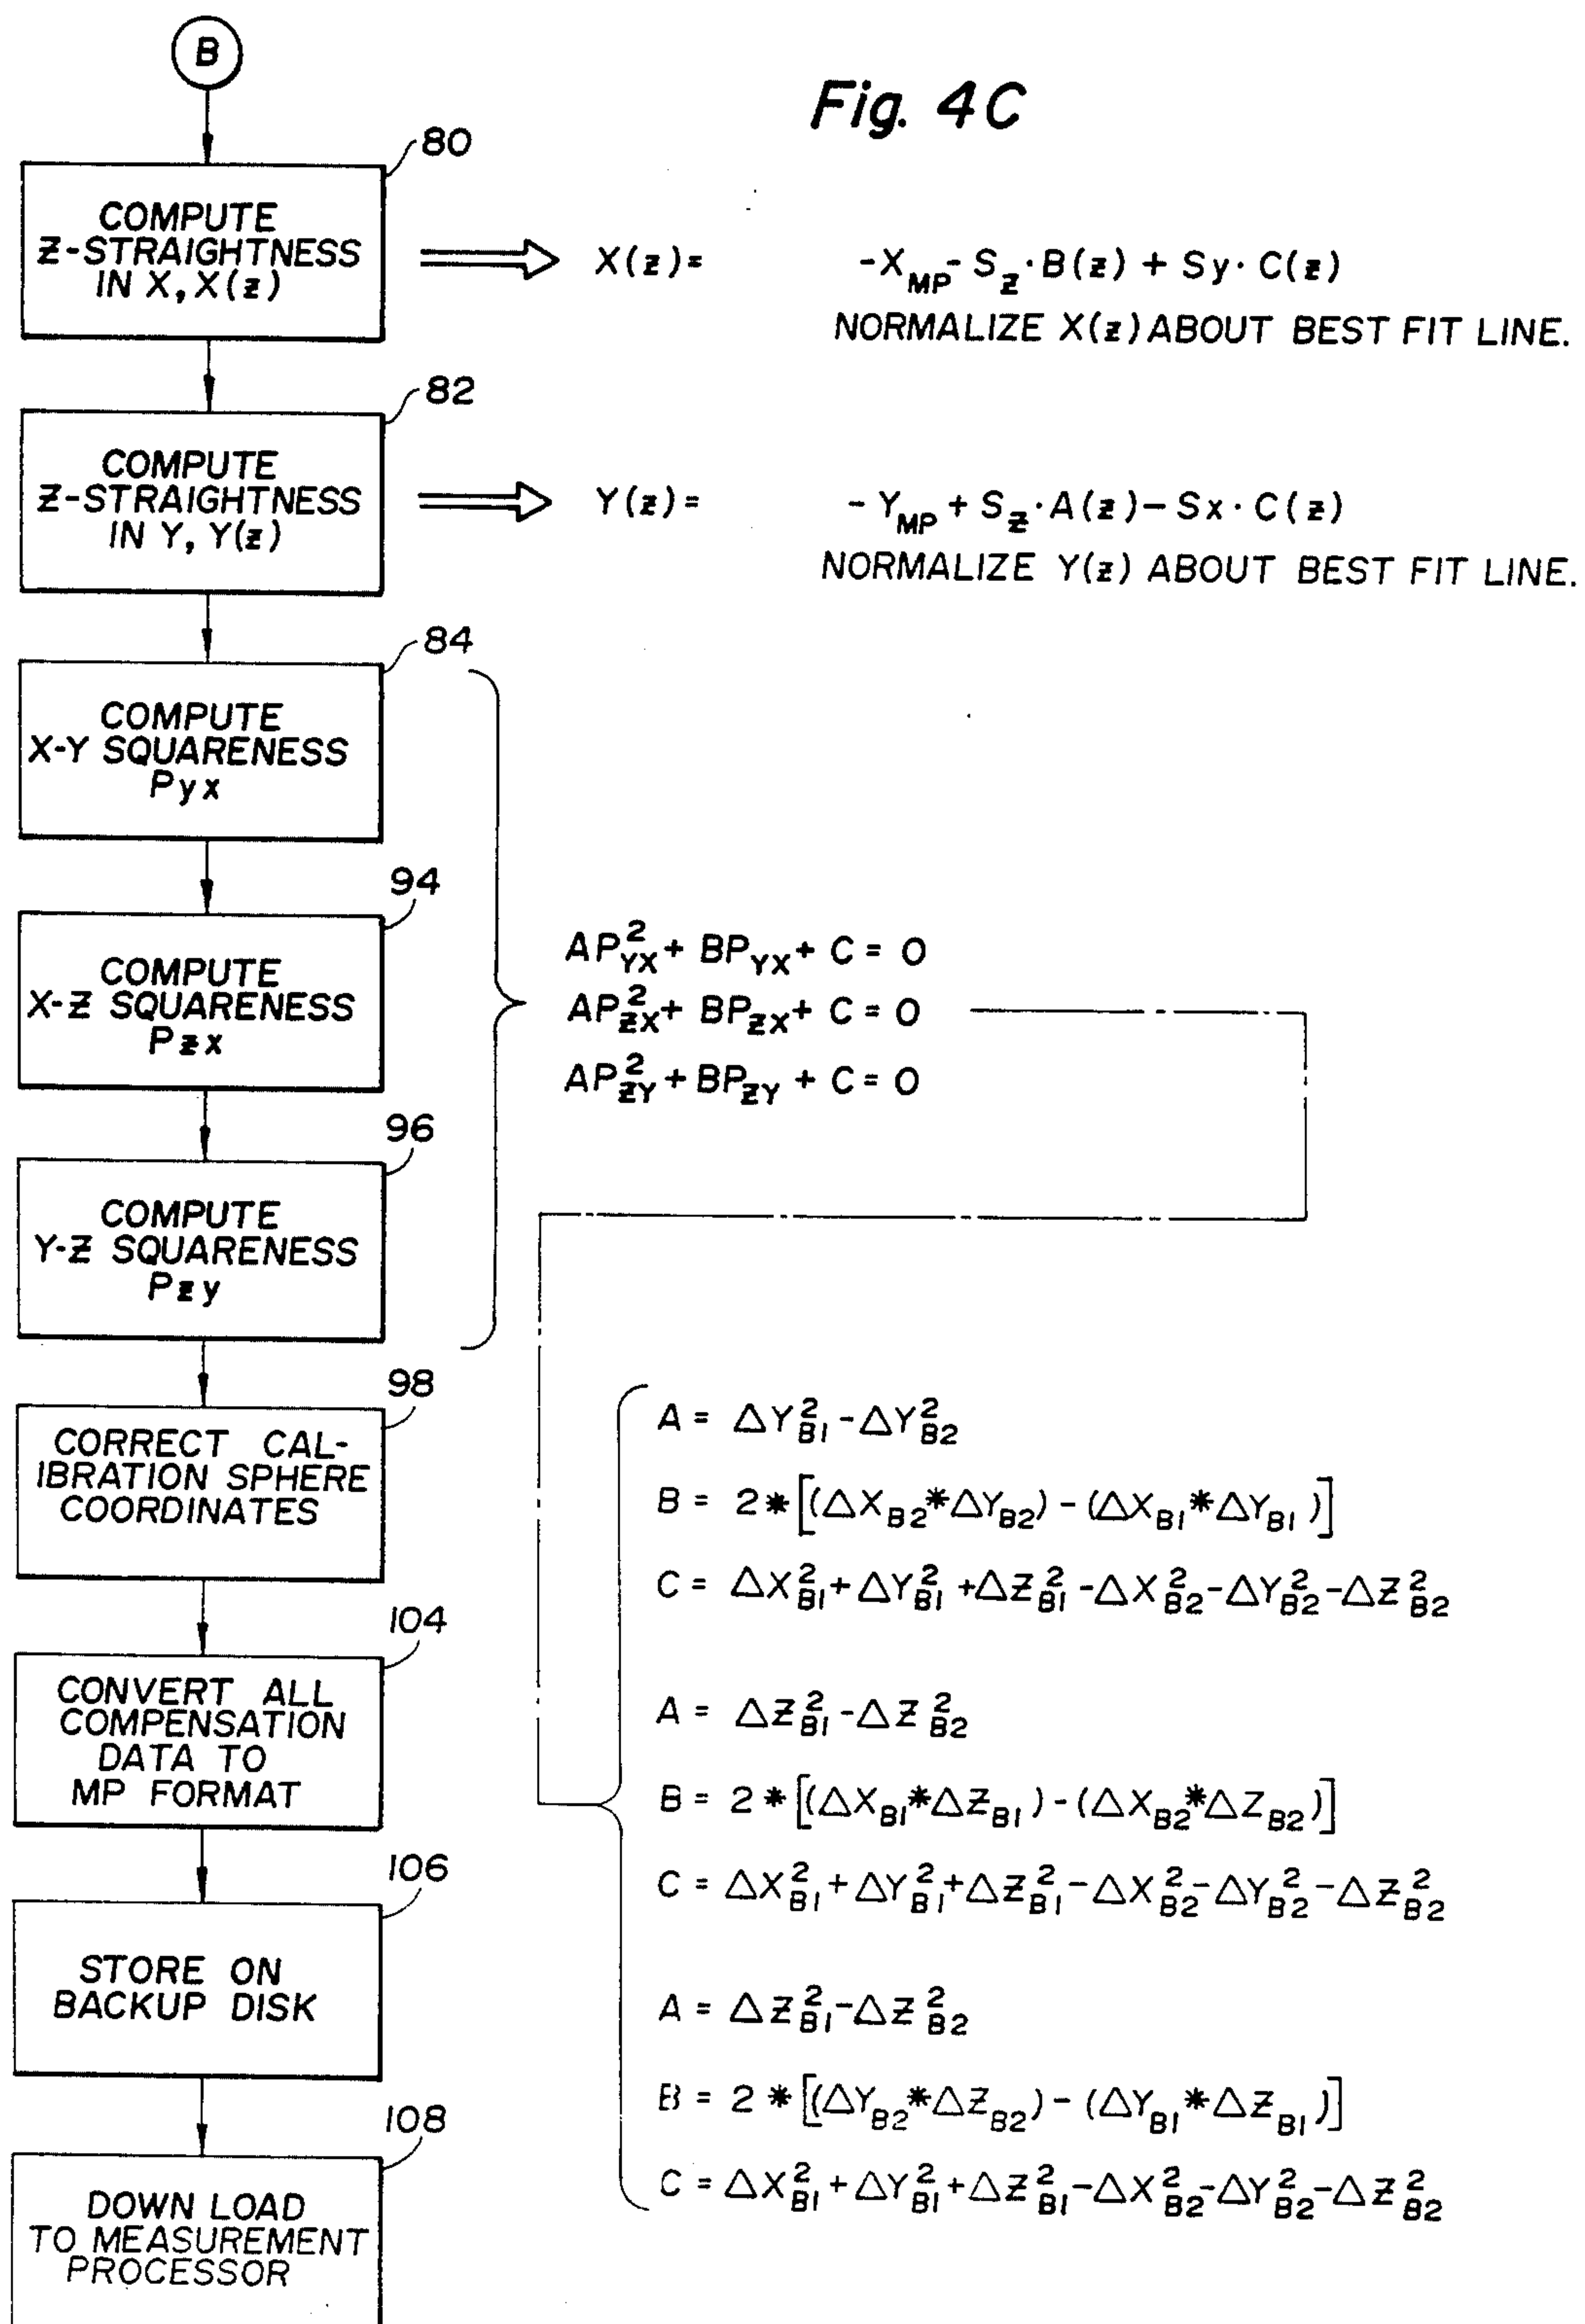 B
Fig. 4C
80
COMPUTE
Z-STRAIGHTNESS
IN X, X(z)
X(z)= -X_MP - S_Z · B(z) + Sy · C(z)
NORMALIZE X(z) ABOUT BEST FIT LINE.
82
COMPUTE
Z-STRAIGHTNESS
IN Y, Y(z)
Y(z)= -Y_MP + S_Z · A(z) - Sx · C(z)
NORMALIZE Y(z) ABOUT BEST FIT LINE.
84
COMPUTE
X-Y SQUARENESS
Pyx
94
COMPUTE
X-Z SQUARENESS
Pzx
96
COMPUTE
Y-Z SQUARENESS
Pzy
AP²_YX + BP_YX + C = 0
AP²_ZX + BP_ZX + C = 0
AP²_ZY + BP_ZY + C = 0
98
CORRECT CAL-
IBRATION SPHERE
COORDINATES
104
CONVERT ALL
COMPENSATION
DATA TO
MP FORMAT
106
STORE ON
BACKUP DISK
108
DOWN LOAD
TO MEASUREMENT
PROCESSOR
A = ΔY²_B1 - ΔY²_B2
B = 2*[(ΔX_B2*ΔY_B2) - (ΔX_B1*ΔY_B1)]
C = ΔX²_B1 + ΔY²_B1 + ΔZ²_B1 - ΔX²_B2 - ΔY²_B2 - ΔZ²_B2
A = ΔZ²_B1 - ΔZ²_B2
B = 2*[(ΔX_B1*ΔZ_B1) - (ΔX_B2*ΔZ_B2)]
C = ΔX²_B1 + ΔY²_B1 + ΔZ²_B1 - ΔX²_B2 - ΔY²_B2 - ΔZ²_B2
A = ΔZ²_B1 - ΔZ²_B2
B = 2*[(ΔY_B2*ΔZ_B2) - (ΔY_B1*ΔZ_B1)]
C = ΔX²_B1 + ΔY²_B1 + ΔZ²_B1 - ΔX²_B2 - ΔY²_B2 - ΔZ²_B2